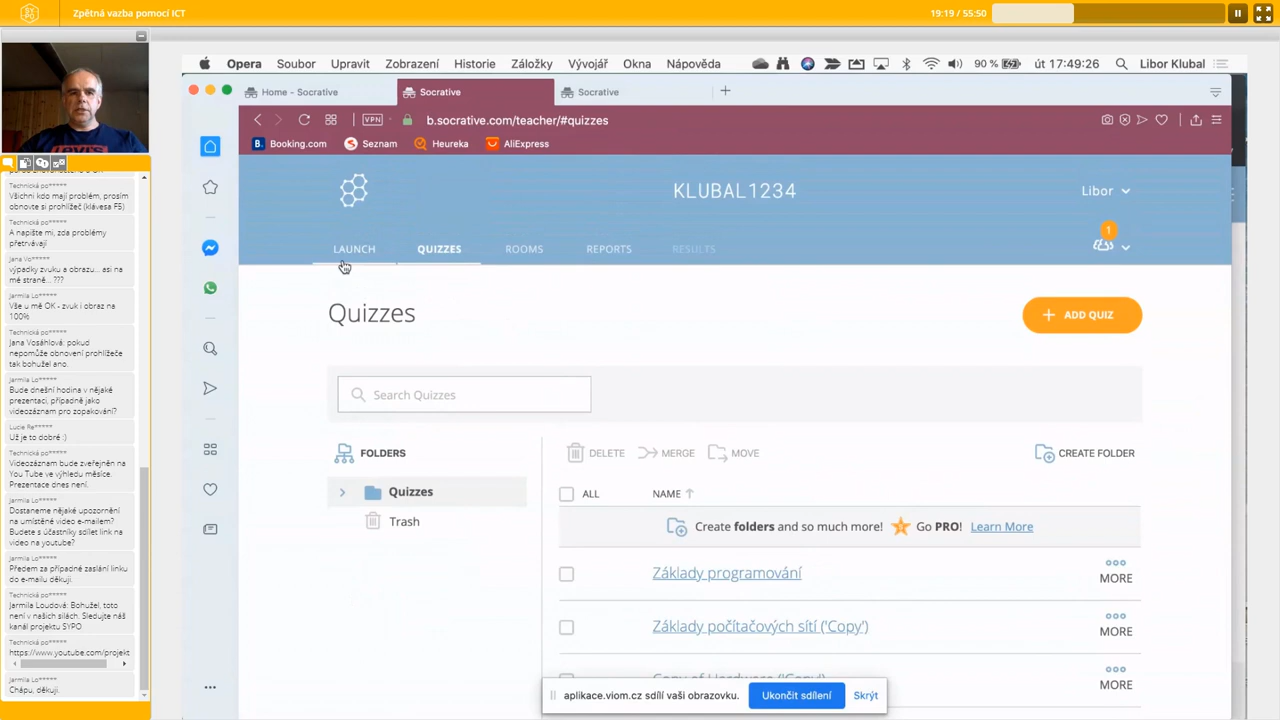 SY
PO
Zpětná vazba pomocí ICT
19:19 / 55:50
Opera Soubor Upravit Zobrazení Historie Záložky Vývojář Okna Nápověda
90 % út 17:49:26 Libor Klubal
Home - Socrative
Socrative
Socrative
VPN b.socrative.com/teacher/#quizzes
Booking.com Seznam Heureka AliExpress
KLUBAL1234
Libor
1
LAUNCH QUIZZES ROOMS REPORTS RESULTS
Quizzes
+ ADD QUIZ
Search Quizzes
FOLDERS
Quizzes
Trash
DELETE MERGE MOVE
CREATE FOLDER
ALL NAME
Create folders and so much more! Go PRO! Learn More
Základy programování
MORE
Základy počítačových sítí ('Copy')
MORE
MORE
aplikace.viom.cz sdílí vaši obrazovku. Ukončit sdílení Skrýt
Technická po*****
Všichni kdo mají problém, prosím
obnovte si prohlížeč (klávesa F5)
Technická po*****
A napište mi, zda problémy
přetrvávají
Jana Vo*****
výpadky zvuku a obrazu... asi na
mé straně... ???
Jarmila Lo*****
Vše u mě OK - zvuk i obraz na
100%
Technická po*****
Jana Vosáhlová: pokud
nepomůže obnovení prohlížeče
tak bohužel ano.
Jarmila Lo*****
Bude dnešní hodina v nějaké
prezentaci, případně jako
videozáznam pro zopakování?
Lucie Re*****
Už je to dobré :)
Technická po*****
Videozáznam bude zveřejněn na
You Tube ve výhledu měsíce.
Prezentace dnes není.
Jarmila Lo*****
Dostaneme nějaké upozornění
na umístěné video e-mailem?
Budete s účastníky sdílet link na
video na youtube?
Jarmila Lo*****
Předem za případné zaslání linku
do e-mailu děkuji.
Technická po*****
Jarmila Loudová: Bohužel, toto
není v našich silách. Sledujte náš
kanál projektu SYPO
Technická po*****
https://www.youtube.com/projekt
Jarmila Lo*****
Chápu, děkuji.